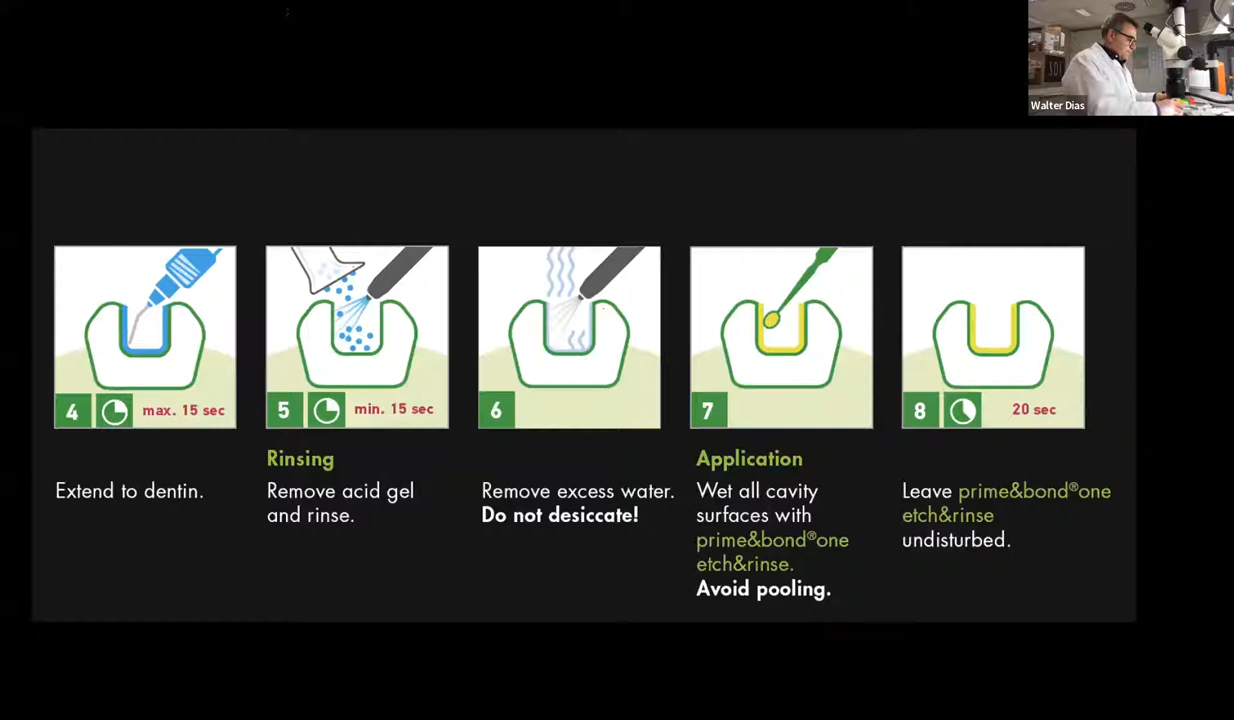 Walter Dias
4 max. 15 sec
Extend to dentin.
5 min. 15 sec
Rinsing
Remove acid gel
and rinse.
6
Remove excess water.
Do not desiccate!
7
Application
Wet all cavity
surfaces with
prime&bond®one
etch&rinse.
Avoid pooling.
8 20 sec
Leave prime&bond®one
etch&rinse
undisturbed.